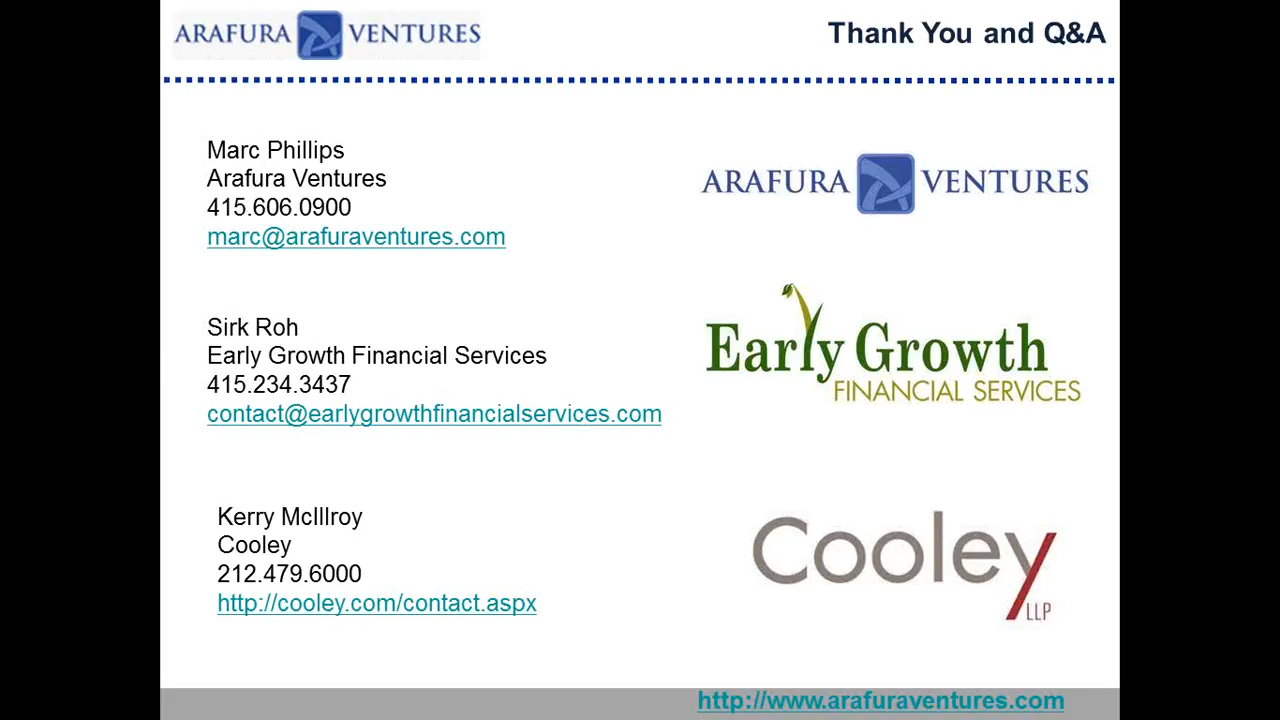 ARAFURA VENTURES
Thank You and Q&A
Marc Phillips
Arafura Ventures
415.606.0900
marc@arafuraventures.com
ARAFURA VENTURES
Sirk Roh
Early Growth Financial Services
415.234.3437
contact@earlygrowthfinancialservices.com
Early Growth
FINANCIAL SERVICES
Kerry McIllroy
Cooley
212.479.6000
http://cooley.com/contact.aspx
Cooley
LLP
http://www.arafuraventures.com